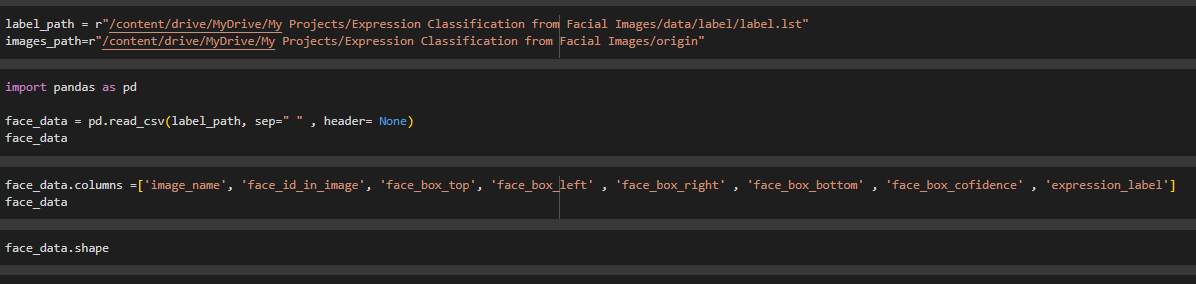 label_path = r"/content/drive/MyDrive/My Projects/Expression Classification from Facial Images/data/label/label.lst"
images_path=r"/content/drive/MyDrive/My Projects/Expression Classification from Facial Images/origin"
import pandas as pd
face_data = pd.read_csv(label_path, sep=" " , header= None)
face_data
face_data.columns =['image_name', 'face_id_in_image', 'face_box_top', 'face_box_left' , 'face_box_right' , 'face_box_bottom' , 'face_box_cofidence' , 'expression_label']
face_data
face_data.shape